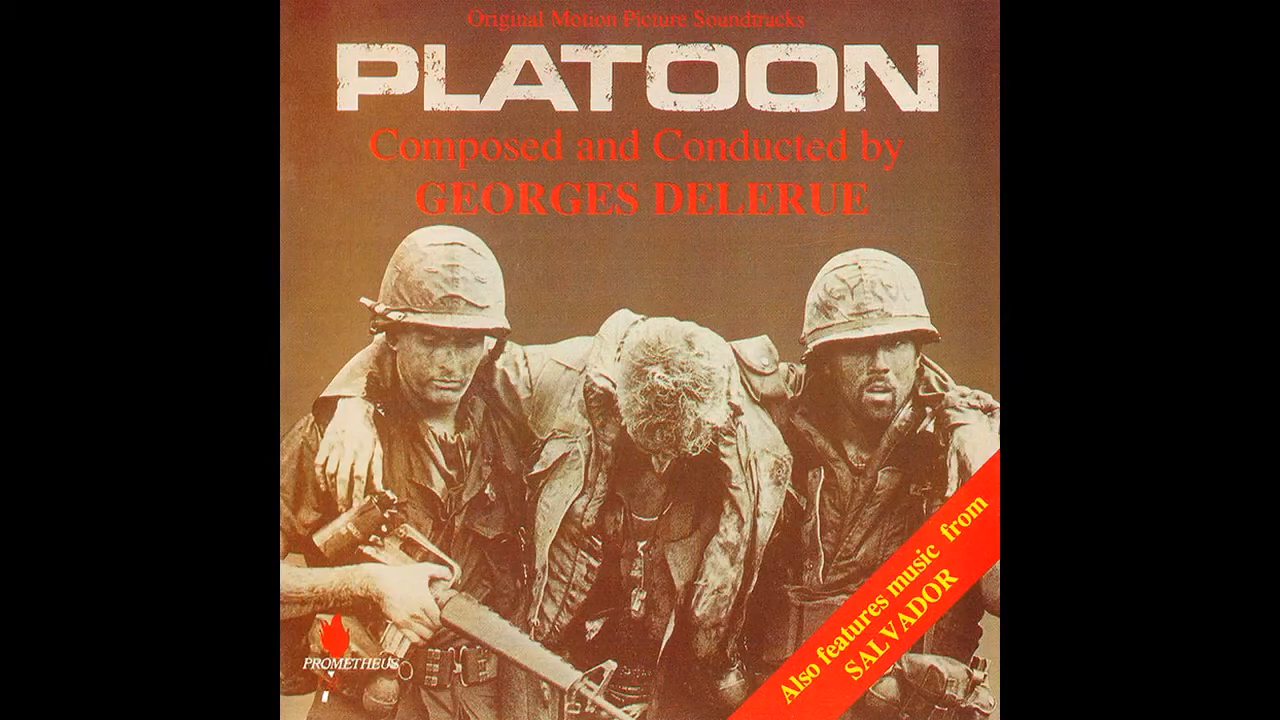 Original Motion Picture Soundtracks
PLATOON
Composed and Conducted by
GEORGES DELERUE
Also features music from
SALVADOR
PROMETHEUS